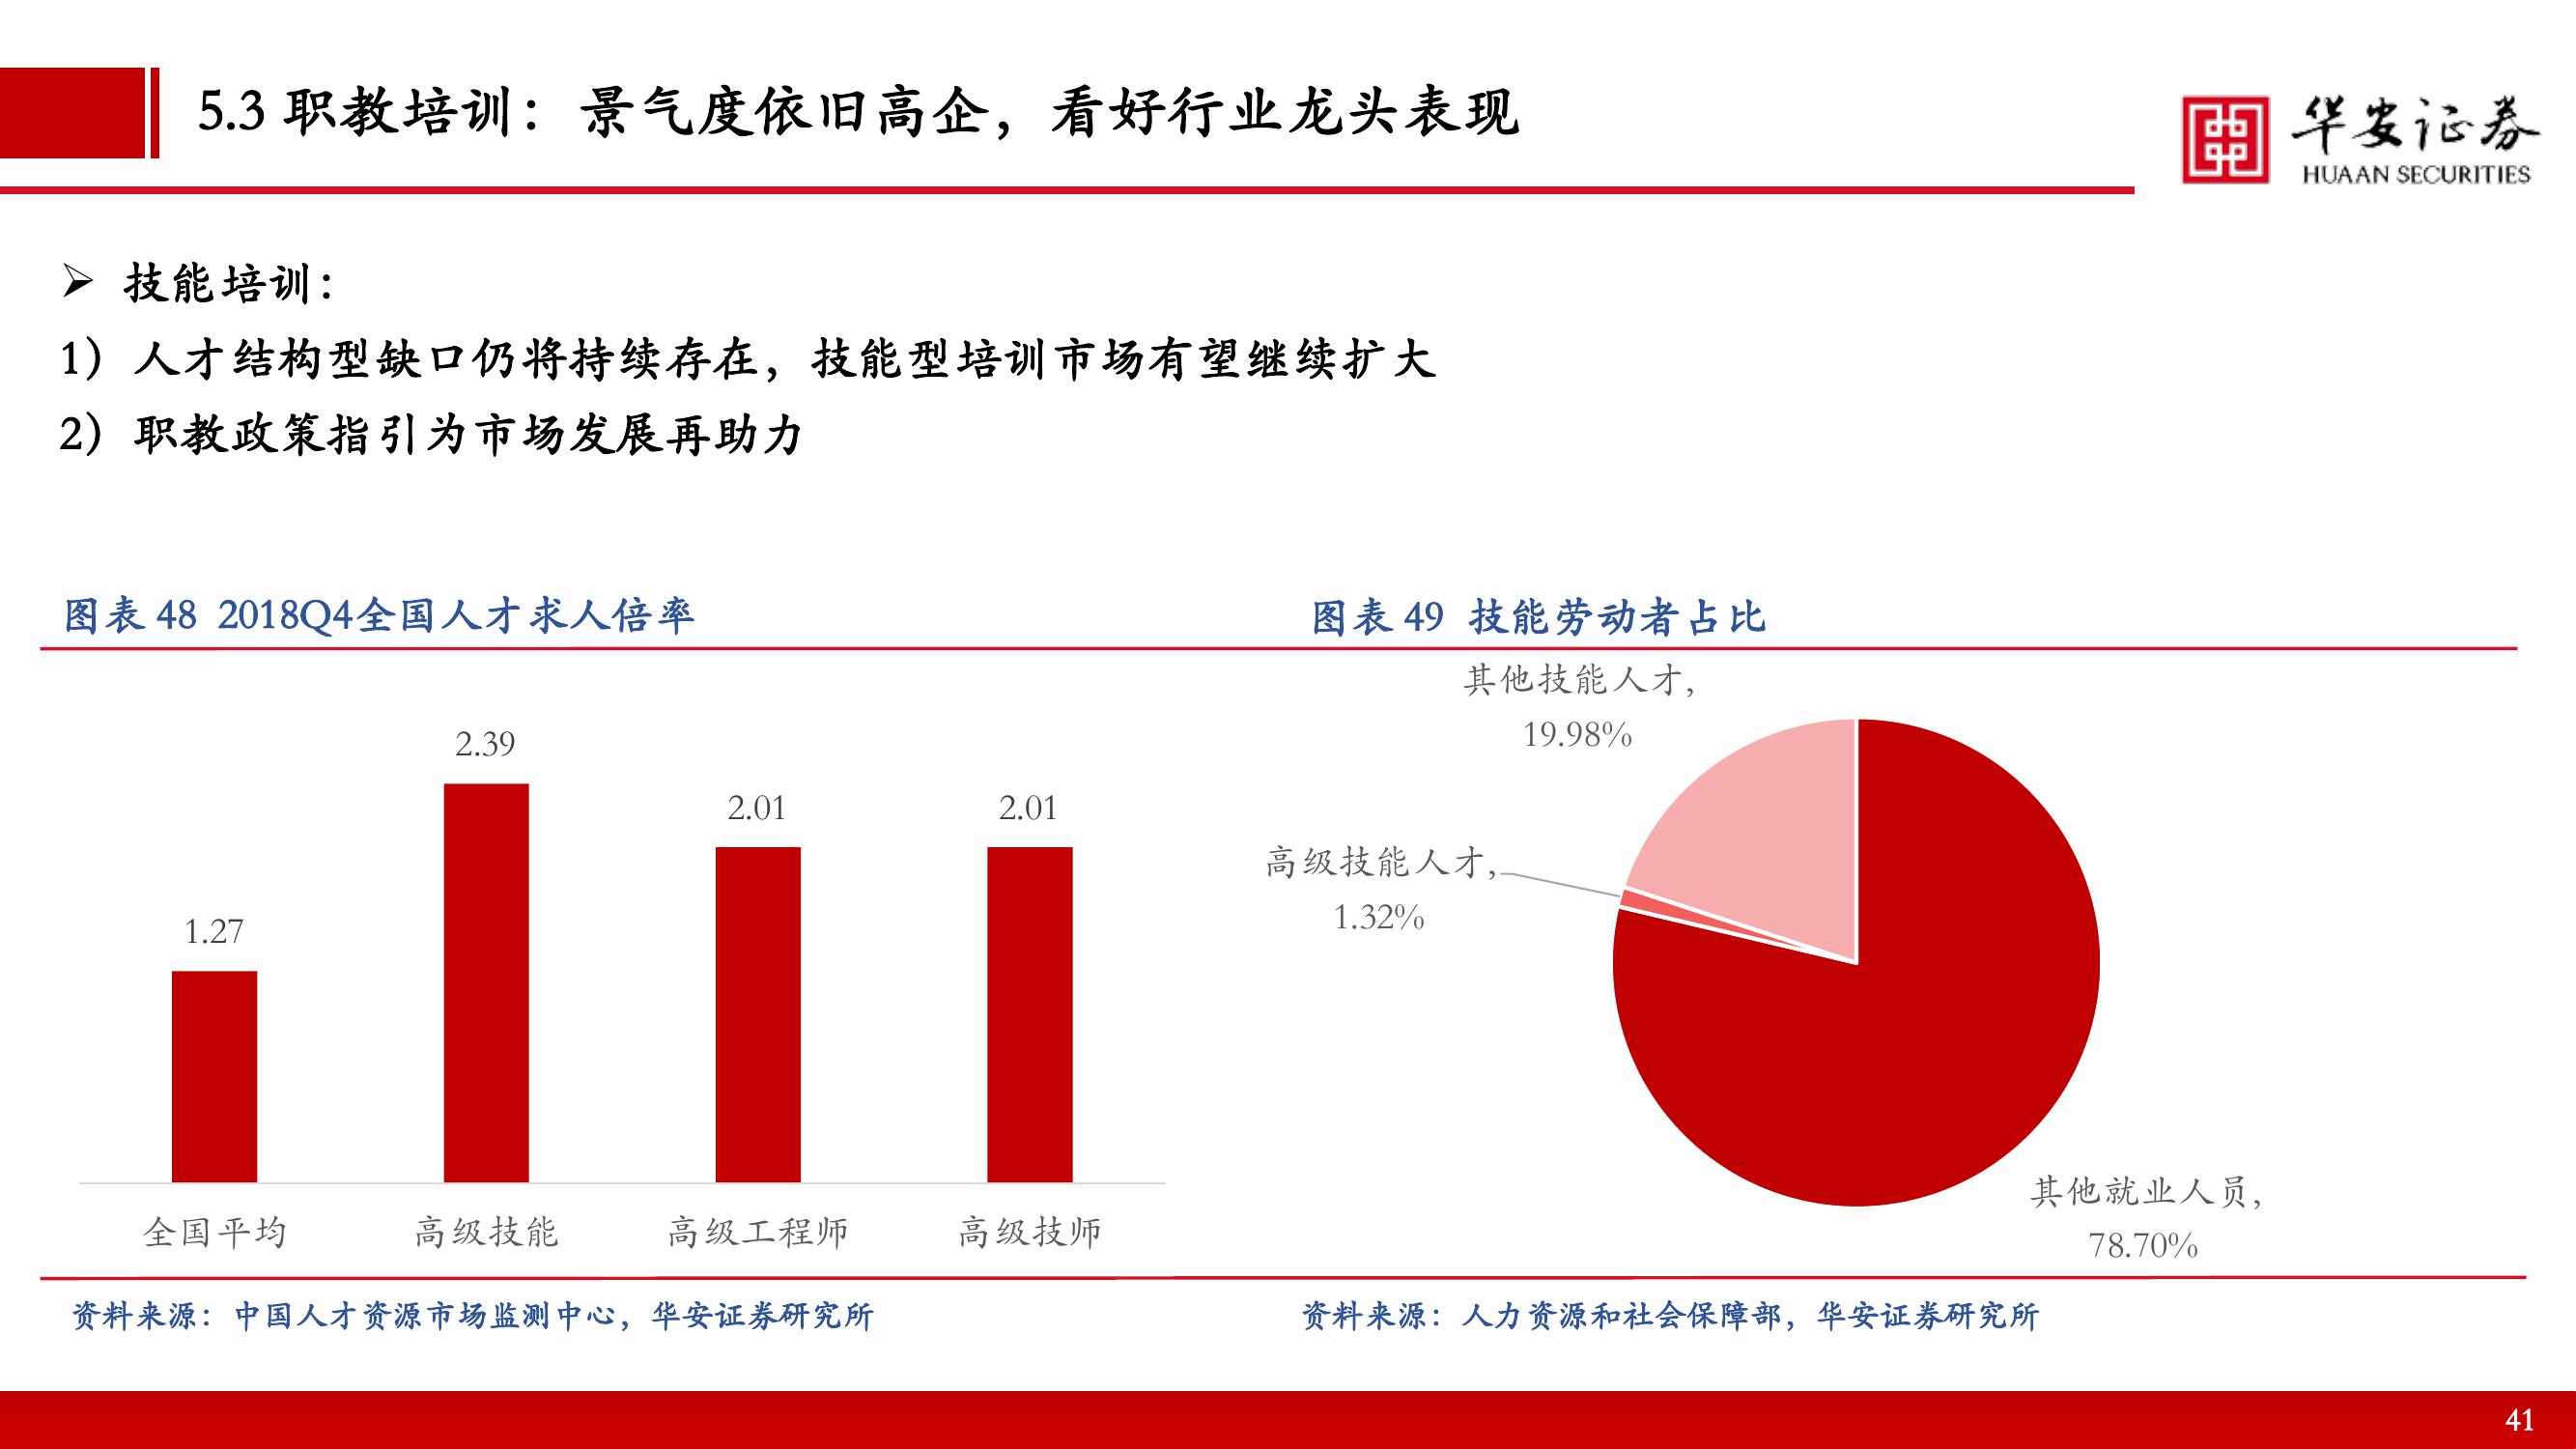 5.3 职教培训：景气度依旧高企，看好行业龙头表现
华安证券
HUAAN SECURITIES
➢ 技能培训：
1）人才结构型缺口仍将持续存在，技能型培训市场有望继续扩大
2）职教政策指引为市场发展再助力
图表 48 2018Q4全国人才求人倍率
1.27
2.39
2.01
2.01
全国平均
高级技能
高级工程师
高级技师
资料来源：中国人才资源市场监测中心，华安证券研究所
图表 49 技能劳动者占比
其他技能人才,
19.98%
高级技能人才,
1.32%
其他就业人员,
78.70%
资料来源：人力资源和社会保障部，华安证券研究所
41